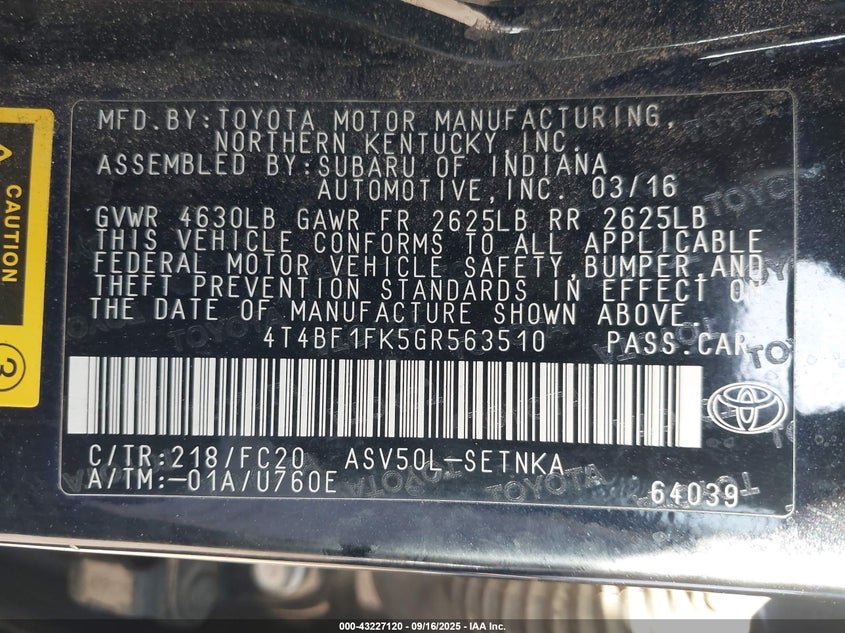 MFD.BY:TOYOTA MOTOR MANUFACTURING,
NORTHERN KENTUCKY,INC.
ASSEMBLED BY:SUBARU OF INDIANA
AUTOMOTIVE,INC. 03/16
GVWR 4630LB GAWR FR 2625LB RR 2625LB
THIS VEHICLE CONFORMS TO ALL APPLICABLE
FEDERAL MOTOR VEHICLE SAFETY,BUMPER,AND
THEFT PREVENTION STANDARDS IN EFFECT ON
THE DATE OF MANUFACTURE SHOWN ABOVE.
4T4BF1FK5GR563510 PASS.CAR
C/TR:218/FC20 ASV50L-SETNKA
A/TM:-01A/U760E
64039
CAUTION
3
TOYOTA
000-43227120 - 09/16/2025 - IAA Inc.